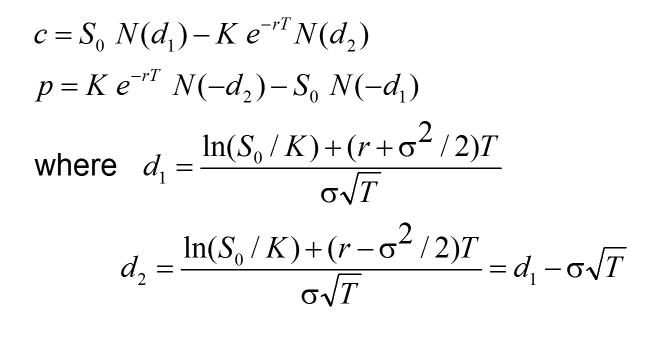 c = S₀ N(d₁) − K e^−rT N(d₂)
p = K e^−rT N(−d₂) − S₀ N(−d₁)
where d₁ = (ln(S₀ / K) + (r + σ² / 2)T) / (σ√T)
d₂ = (ln(S₀ / K) + (r − σ² / 2)T) / (σ√T) = d₁ − σ√T